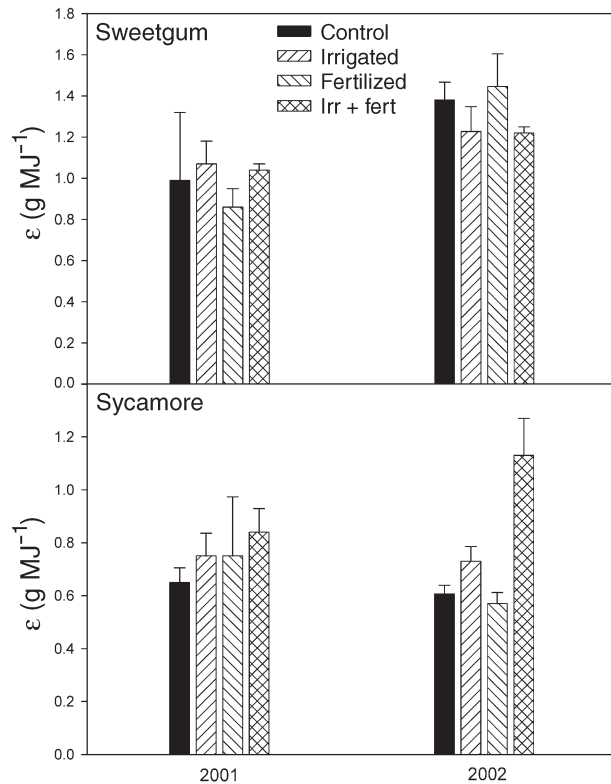 Sweetgum
Control
Irrigated
Fertilized
Irr + fert
ε (g MJ⁻¹)
1.8
1.6
1.4
1.2
1.0
0.8
0.6
0.4
0.2
0.0
Sycamore
ε (g MJ⁻¹)
1.2
1.0
0.8
0.6
0.4
0.2
0.0
2001 2002